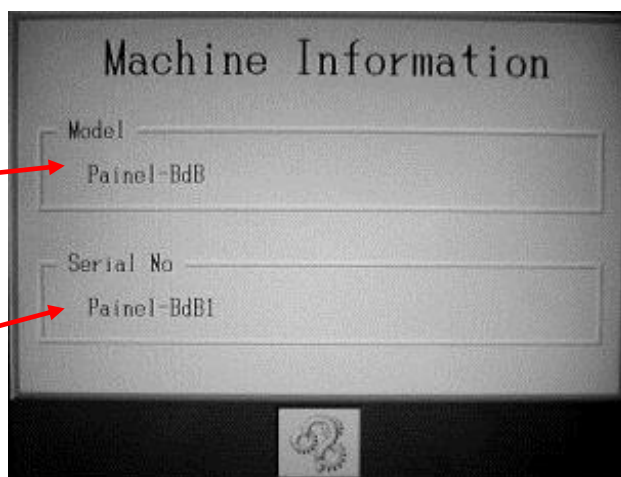 Machine Information
Model
Painel-BdB
Serial No
Painel-BdB1